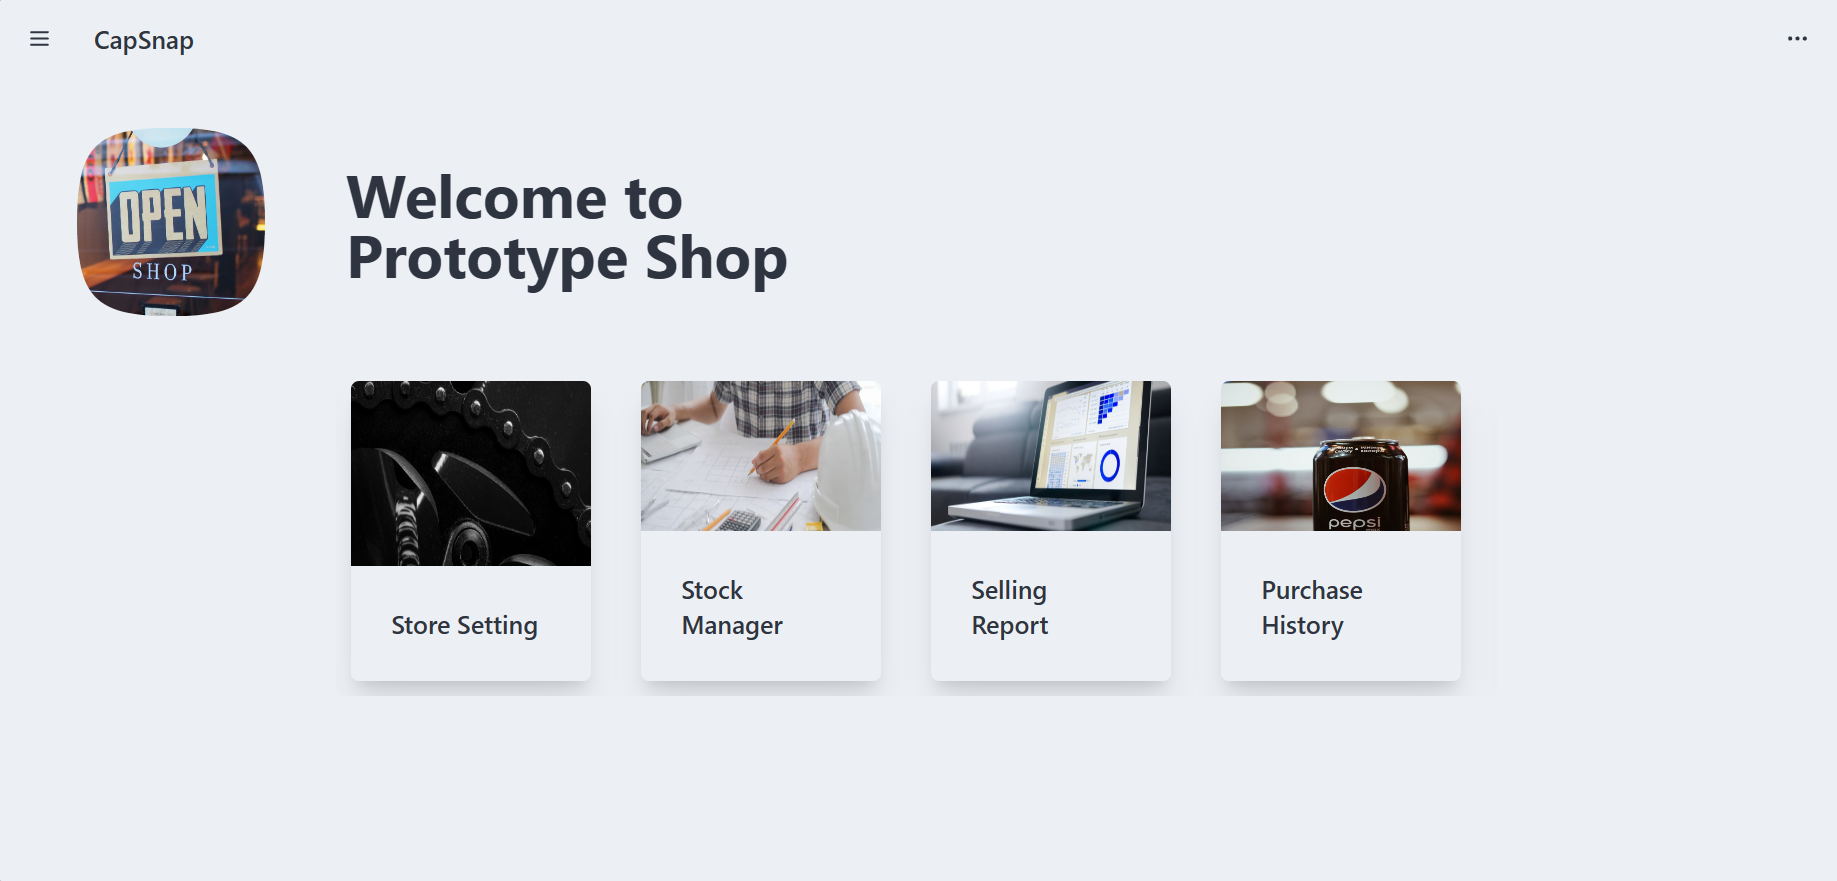 CapSnap
OPEN
SHOP
Welcome to
Prototype Shop
pepsi
Store Setting
Stock
Manager
Selling
Report
Purchase
History